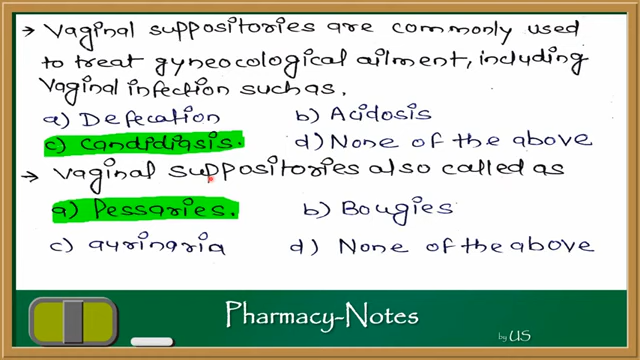 → Vaginal suppositories are commonly used
to treat gyneocological ailment, including
vaginal infection such as.
a) Defecation b) Acidosis
c) Candidiasis. d) None of the above
→ Vaginal suppositories also called as
a) Pessaries. b) Bougies
c) aurinaria d) None of the above
Pharmacy-Notes
by US